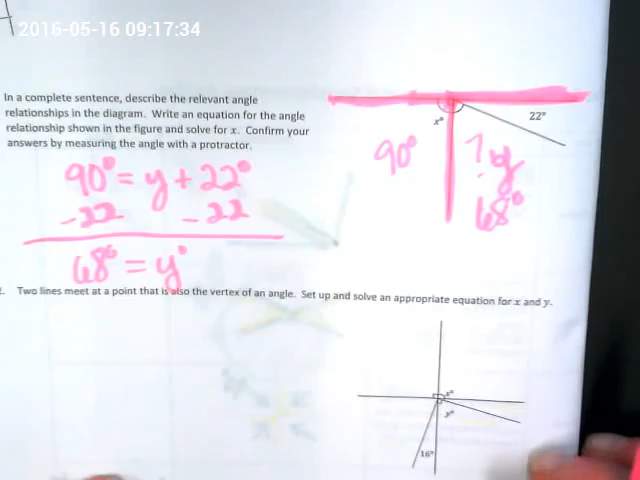 2016-05-16 09:17:34
In a complete sentence, describe the relevant angle
relationships in the diagram. Write an equation for the angle
relationship shown in the figure and solve for x. Confirm your
answers by measuring the angle with a protractor.
x°
22°
90°
? y
68°
90° = y + 22°
-22 -22
68° = y°
2. Two lines meet at a point that is also the vertex of an angle. Set up and solve an appropriate equation for x and y.
x°
y°
16°